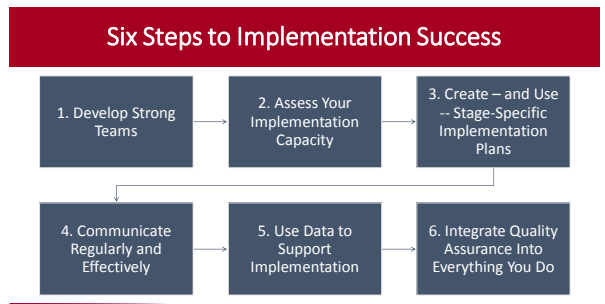 Six Steps to Implementation Success
1. Develop Strong
Teams
2. Assess Your
Implementation
Capacity
3. Create – and Use
-- Stage-Specific
Implementation
Plans
4. Communicate
Regularly and
Effectively
5. Use Data to
Support
Implementation
6. Integrate Quality
Assurance Into
Everything You Do